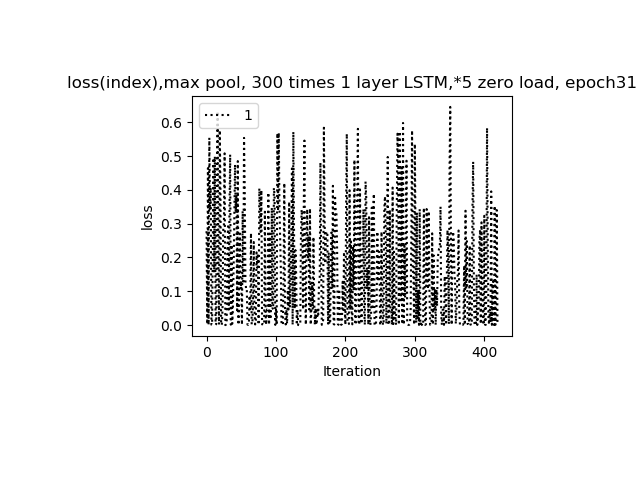 loss(index),max pool, 300 times 1 layer LSTM,*5 zero load, epoch31
1
loss
0.6
0.5
0.4
0.3
0.2
0.1
0.0
0 100 200 300 400
Iteration